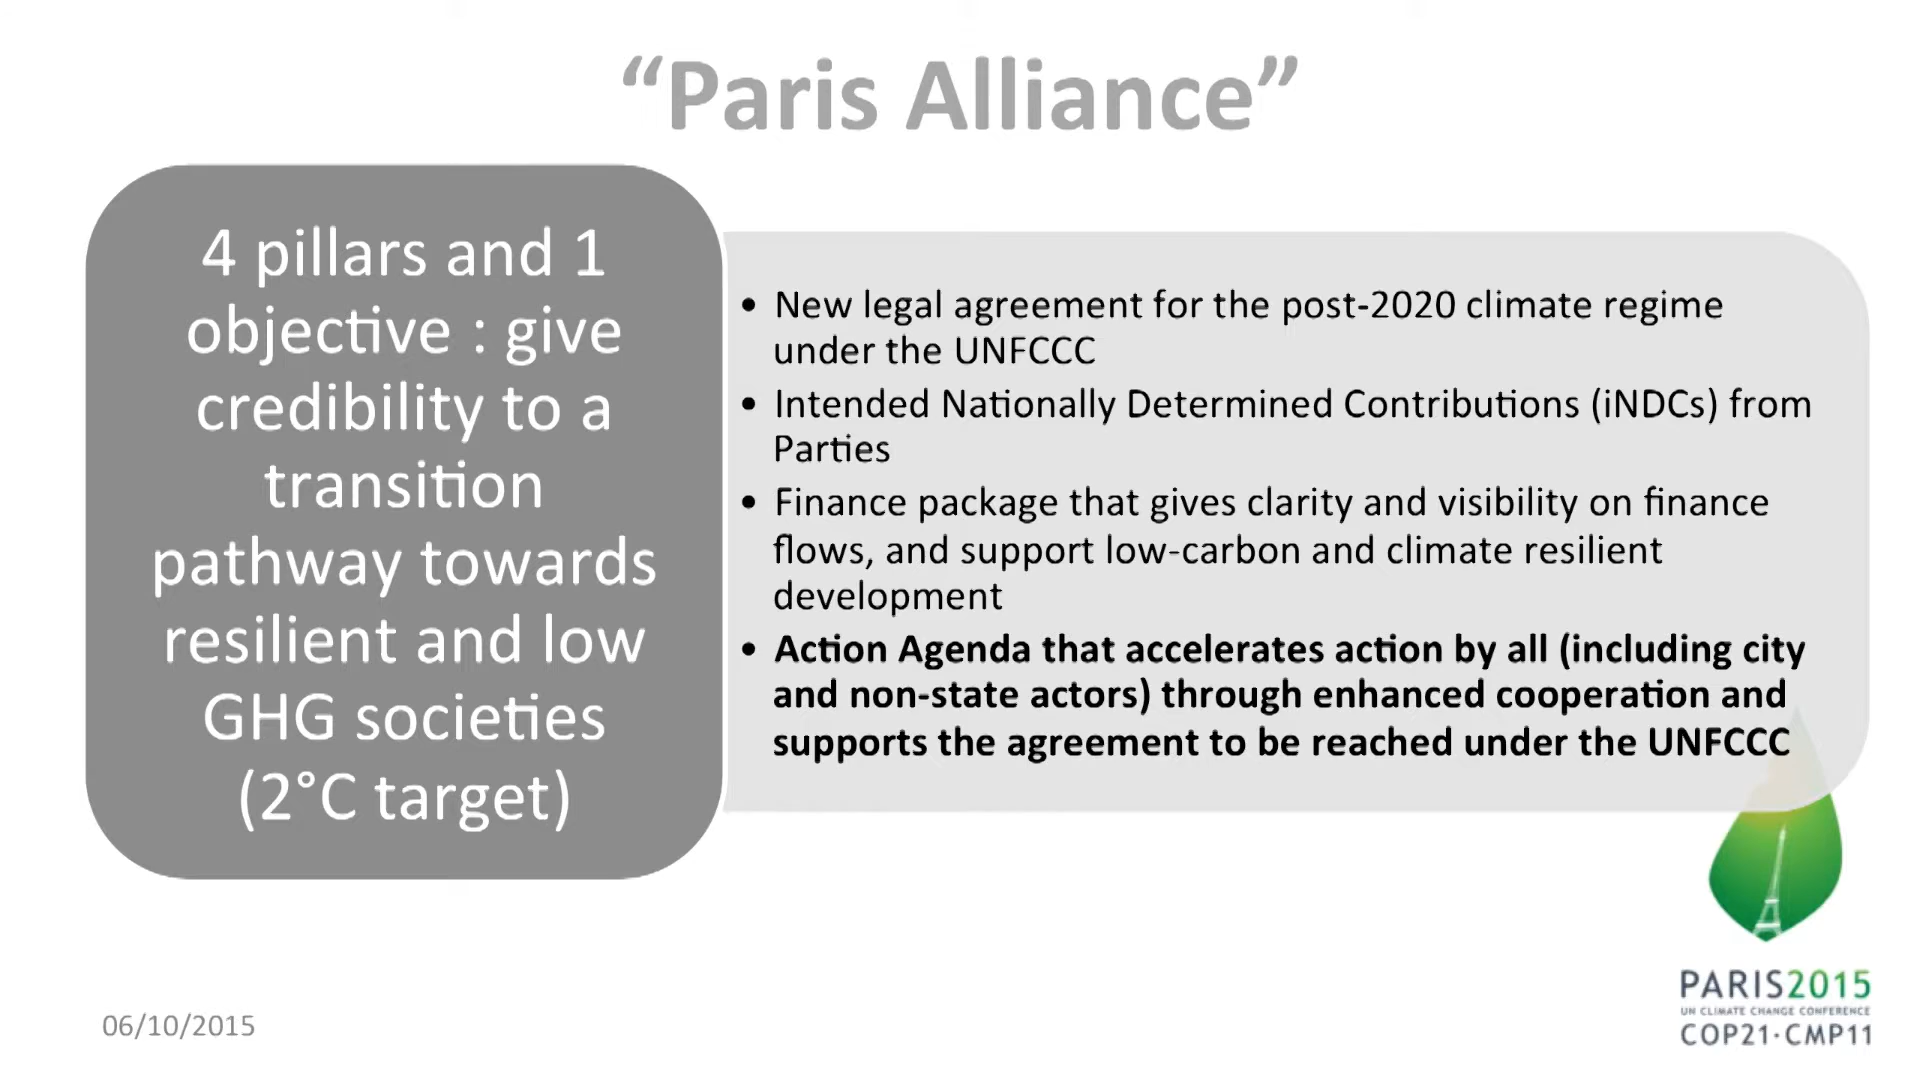 “Paris Alliance”
4 pillars and 1
objective : give
credibility to a
transition
pathway towards
resilient and low
GHG societies
(2°C target)
• New legal agreement for the post-2020 climate regime
under the UNFCCC
• Intended Nationally Determined Contributions (iNDCs) from
Parties
• Finance package that gives clarity and visibility on finance
flows, and support low-carbon and climate resilient
development
• Action Agenda that accelerates action by all (including city
and non-state actors) through enhanced cooperation and
supports the agreement to be reached under the UNFCCC
06/10/2015
PARIS2015
UN CLIMATE CHANGE CONFERENCE
COP21·CMP11